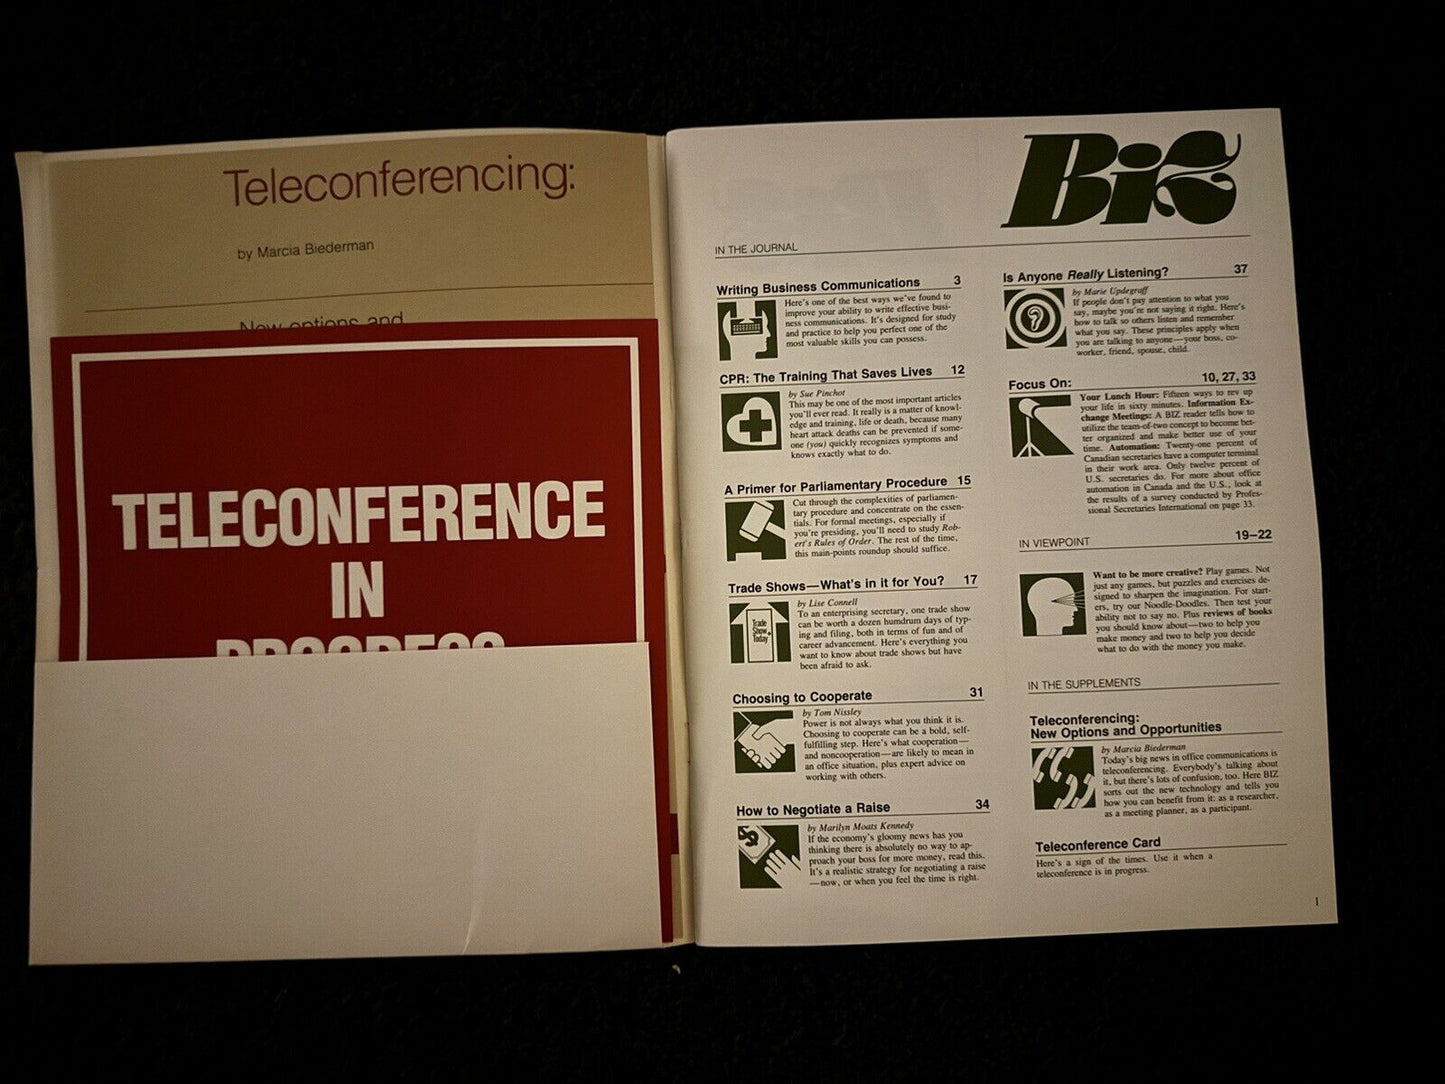 Teleconferencing:
by Marcia Biederman
New options and
TELECONFERENCE
IN
PROGRESS
BiZ
IN THE JOURNAL
Writing Business Communications 3
Here's one of the best ways we've found to
improve your ability to write effective busi-
ness communications. It's designed for study
and practice to help you perfect one of the
most valuable skills you can possess.
CPR: The Training That Saves Lives 12
by Sue Pinchot
This may be one of the most important articles
you'll ever read. It really is a matter of knowl-
edge and training, life or death, because many
heart attack deaths can be prevented if some-
one (you) quickly recognizes symptoms and
knows exactly what to do.
A Primer for Parliamentary Procedure 15
Cut through the complexities of parliamen-
tary procedure and concentrate on the essen-
tials. For formal meetings, especially if
you're presiding, you'll need to study Rob-
ert's Rules of Order. The rest of the time,
this main-points roundup should suffice.
Trade Shows—What's in it for You? 17
Trade
Show
Today
by Lise Connell
To an enterprising secretary, one trade show
can be worth a dozen humdrum days of typ-
ing and filing, both in terms of fun and of
career advancement. Here's everything you
want to know about trade shows but have
been afraid to ask.
Choosing to Cooperate 31
by Tom Nissley
Power is not always what you think it is.
Choosing to cooperate can be a bold, self-
fulfilling step. Here's what cooperation—
and noncooperation—are likely to mean in
an office situation, plus expert advice on
working with others.
How to Negotiate a Raise 34
$
by Marilyn Moats Kennedy
If the economy's gloomy news has you
thinking there is absolutely no way to ap-
proach your boss for more money, read this.
It's a realistic strategy for negotiating a raise
—now, or when you feel the time is right.
Is Anyone Really Listening? 37
by Marie Updegraff
If people don't pay attention to what you
say, maybe you're not saying it right. Here's
how to talk so others listen and remember
what you say. These principles apply when
you are talking to anyone—your boss, co-
worker, friend, spouse, child.
Focus On: 10, 27, 33
Your Lunch Hour: Fifteen ways to rev up
your life in sixty minutes. Information Ex-
change Meetings: A BIZ reader tells how to
utilize the team-of-two concept to become bet-
ter organized and make better use of your
time. Automation: Twenty-one percent of
Canadian secretaries have a computer terminal
in their work area. Only twelve percent of
U.S. secretaries do. For more about office
automation in Canada and the U.S., look at
the results of a survey conducted by Profes-
sional Secretaries International on page 33.
IN VIEWPOINT 19–22
Want to be more creative? Play games. Not
just any games, but puzzles and exercises de-
signed to sharpen the imagination. For start-
ers, try our Noodle-Doodles. Then test your
ability not to say no. Plus reviews of books
you should know about—two to help you
make money and two to help you decide
what to do with the money you make.
IN THE SUPPLEMENTS
Teleconferencing:
New Options and Opportunities
by Marcia Biederman
Today's big news in office communications is
teleconferencing. Everybody's talking about
it, but there's lots of confusion, too. Here BIZ
sorts out the new technology and tells you
how you can benefit from it: as a researcher,
as a meeting planner, as a participant.
Teleconference Card
Here's a sign of the times. Use it when a
teleconference is in progress.
1